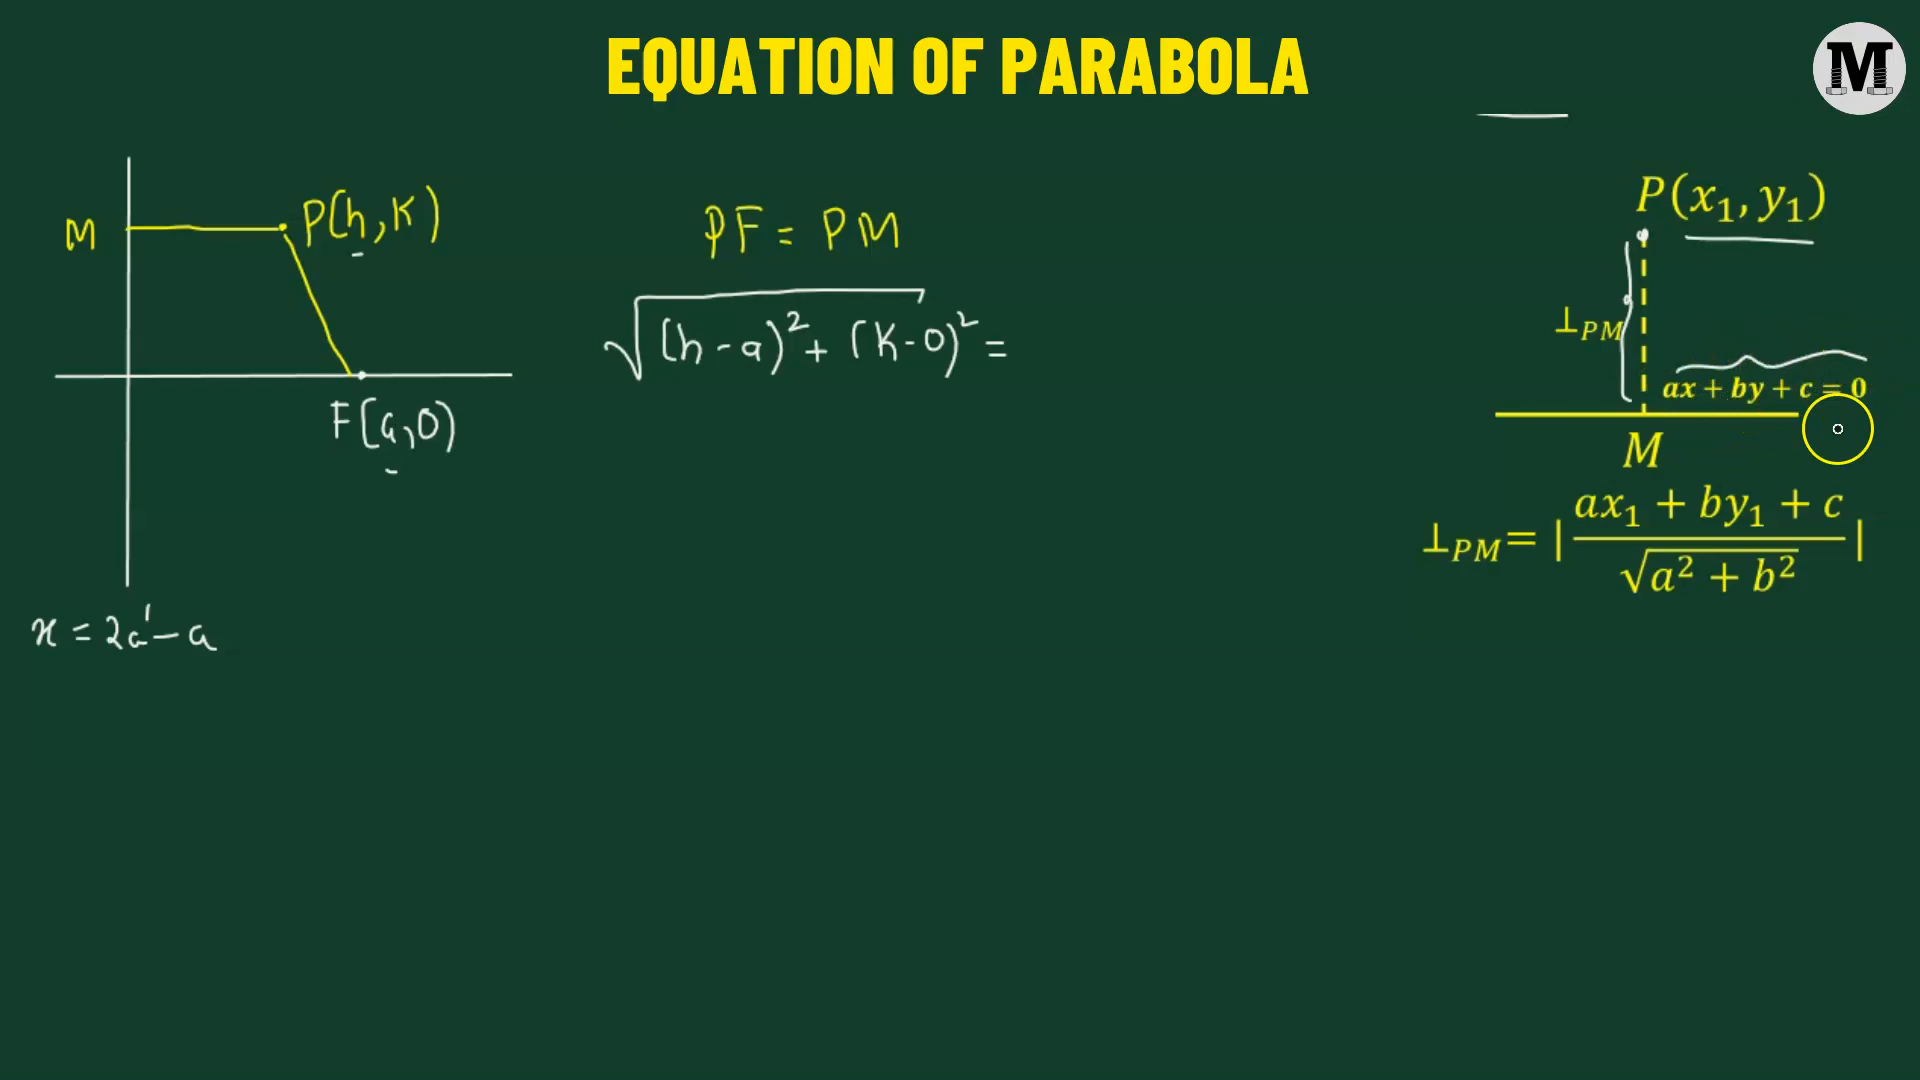 EQUATION OF PARABOLA
M
M
P(h,K)
F(a,0)
x = 2a' - a
PF = PM
√(h-a)² + (K-0)² =
P(x₁, y₁)
⊥PM
ax + by + c = 0
M
⊥PM = | ax₁ + by₁ + c / √a² + b² |